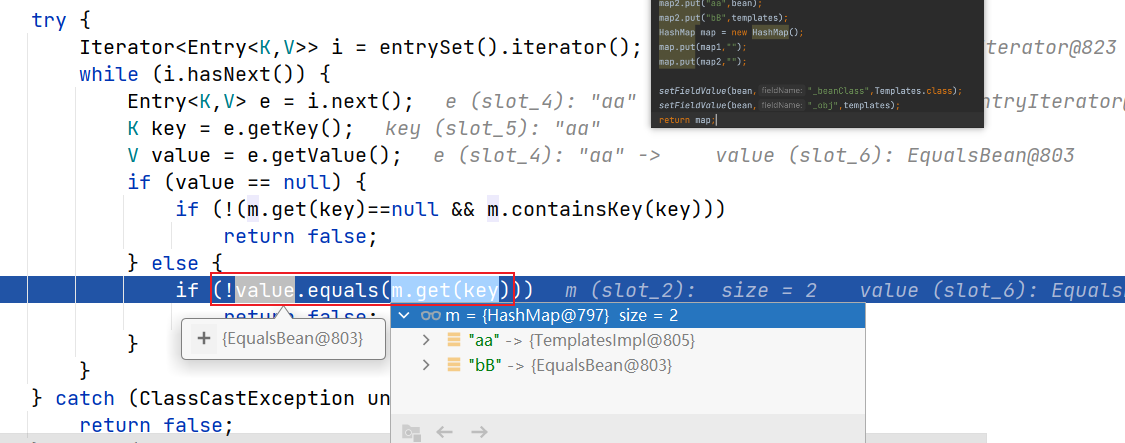 try {
Iterator<Entry<K,V>> i = entrySet().iterator();
terator@823
while (i.hasNext()) {
Entry<K,V> e = i.next();   e (slot_4): "aa"
ntryIterator@
K key = e.getKey();   key (slot_5): "aa"
V value = e.getValue();   e (slot_4): "aa" ->   value (slot_6): EqualsBean@803
if (value == null) {
if (!(m.get(key)==null && m.containsKey(key)))
return false;
} else {
if (!value.equals(m.get(key)))   m (slot_2):  size = 2   value (slot_6): Equals
return false;
}
}
} catch (ClassCastException un
return false;
map2.put("aa",bean);
map2.put("bB",templates);
HashMap map = new HashMap();
map.put(map1,"");
map.put(map2,"");
setFieldValue(bean, fieldName: "_beanClass",Templates.class);
setFieldValue(bean, fieldName: "_obj",templates);
return map;
+ {EqualsBean@803}
m = {HashMap@797}  size = 2
"aa" -> {TemplatesImpl@805}
"bB" -> {EqualsBean@803}